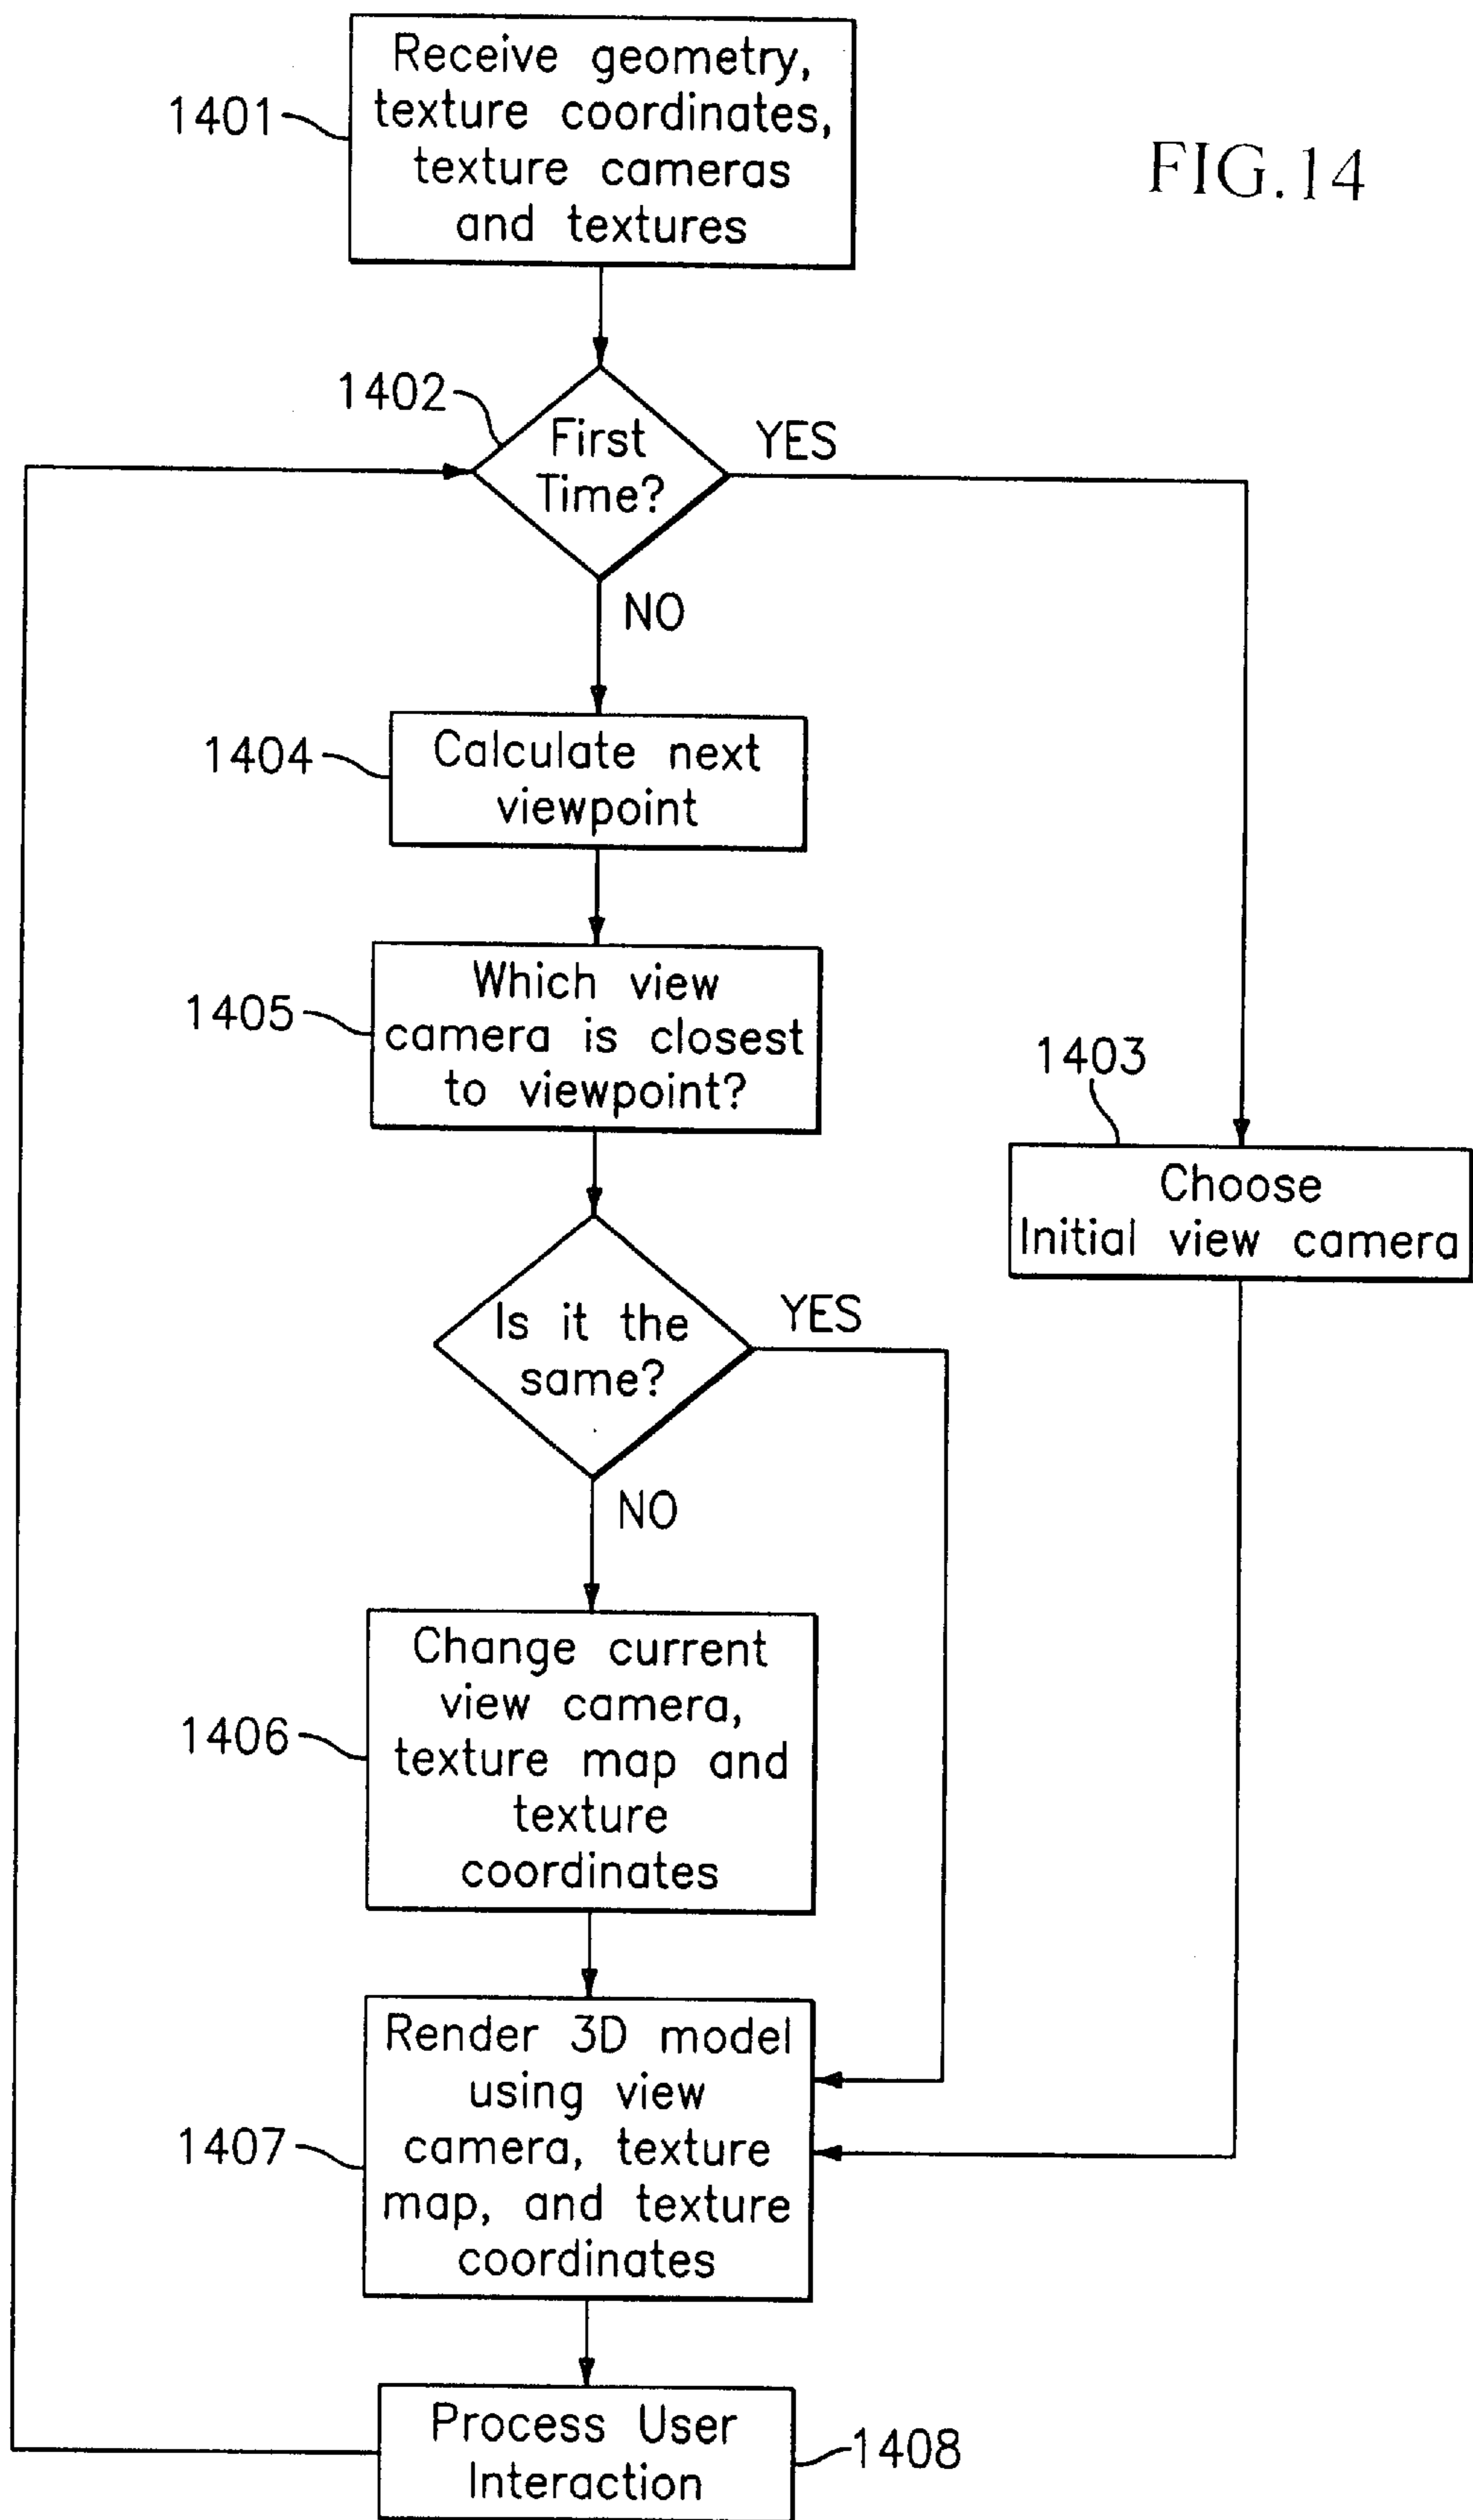 FIG.14
1401
Receive geometry,
texture coordinates,
texture cameras
and textures
1402
First
Time?
YES
NO
1404
Calculate next
viewpoint
1405
Which view
camera is closest
to viewpoint?
1403
Choose
Initial view camera
Is it the
same?
YES
NO
1406
Change current
view camera,
texture map and
texture
coordinates
1407
Render 3D model
using view
camera, texture
map, and texture
coordinates
Process User
Interaction
1408